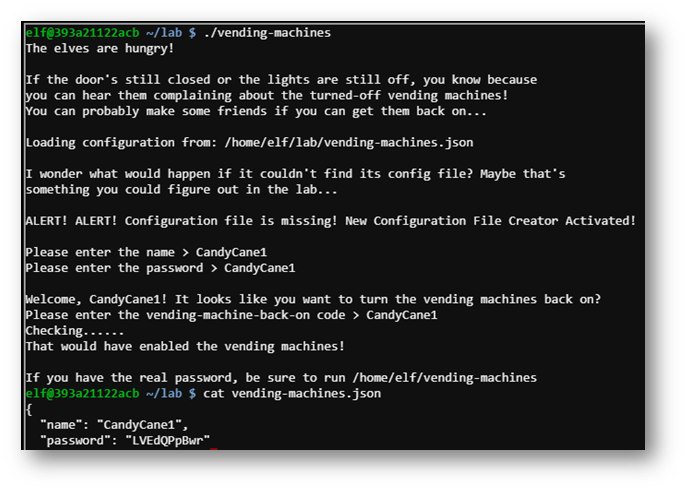 elf@393a21122acb ~/lab $ ./vending-machines
The elves are hungry!
If the door's still closed or the lights are still off, you know because
you can hear them complaining about the turned-off vending machines!
You can probably make some friends if you can get them back on...
Loading configuration from: /home/elf/lab/vending-machines.json
I wonder what would happen if it couldn't find its config file? Maybe that's
something you could figure out in the lab...
ALERT! ALERT! Configuration file is missing! New Configuration File Creator Activated!
Please enter the name > CandyCane1
Please enter the password > CandyCane1
Welcome, CandyCane1! It looks like you want to turn the vending machines back on?
Please enter the vending-machine-back-on code > CandyCane1
Checking......
That would have enabled the vending machines!
If you have the real password, be sure to run /home/elf/vending-machines
elf@393a21122acb ~/lab $ cat vending-machines.json
{
"name": "CandyCane1",
"password": "LVEdQPpBwr"